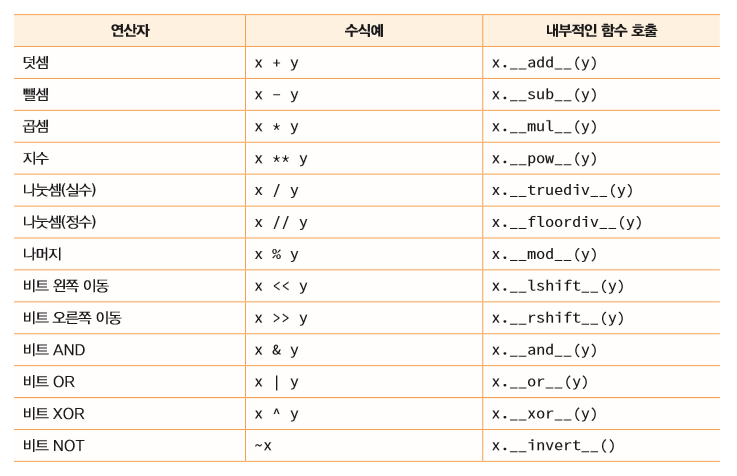 연산자 수식예 내부적인 함수 호출
덧셈 x + y x.__add__(y)
뺄셈 x - y x.__sub__(y)
곱셈 x * y x.__mul__(y)
지수 x ** y x.__pow__(y)
나눗셈(실수) x / y x.__truediv__(y)
나눗셈(정수) x // y x.__floordiv__(y)
나머지 x % y x.__mod__(y)
비트 왼쪽 이동 x << y x.__lshift__(y)
비트 오른쪽 이동 x >> y x.__rshift__(y)
비트 AND x & y x.__and__(y)
비트 OR x | y x.__or__(y)
비트 XOR x ^ y x.__xor__(y)
비트 NOT ~x x.__invert__()